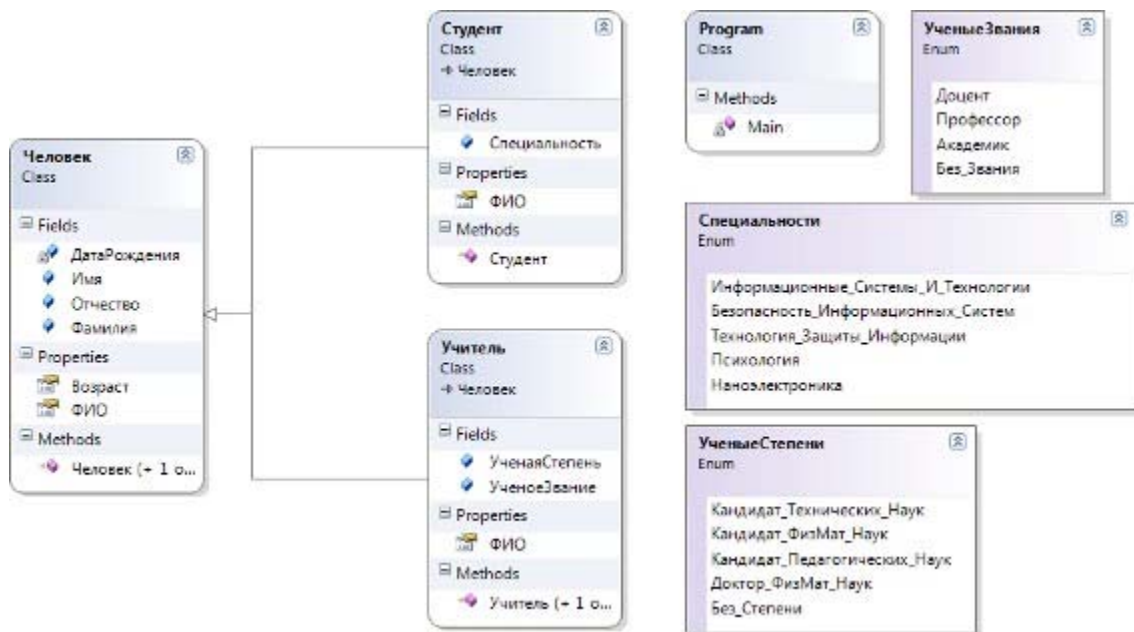 Человек
Class
Fields
ДатаРождения
Имя
Отчество
Фамилия
Properties
Возраст
ФИО
Methods
Человек (+ 1 о...
Студент
Class
Человек
Fields
Специальность
Properties
ФИО
Methods
Студент
Учитель
Class
Человек
Fields
УченаяСтепень
УченоеЗвание
Properties
ФИО
Methods
Учитель (+ 1 о...
Program
Class
Methods
Main
УченыеЗвания
Enum
Доцент
Профессор
Академик
Без_Звания
Специальности
Enum
Информационные_Системы_И_Технологии
Безопасность_Информационных_Систем
Технология_Защиты_Информации
Психология
Наноэлектроника
УченыеСтепени
Enum
Кандидат_Технических_Наук
Кандидат_ФизМат_Наук
Кандидат_Педагогических_Наук
Доктор_ФизМат_Наук
Без_Степени